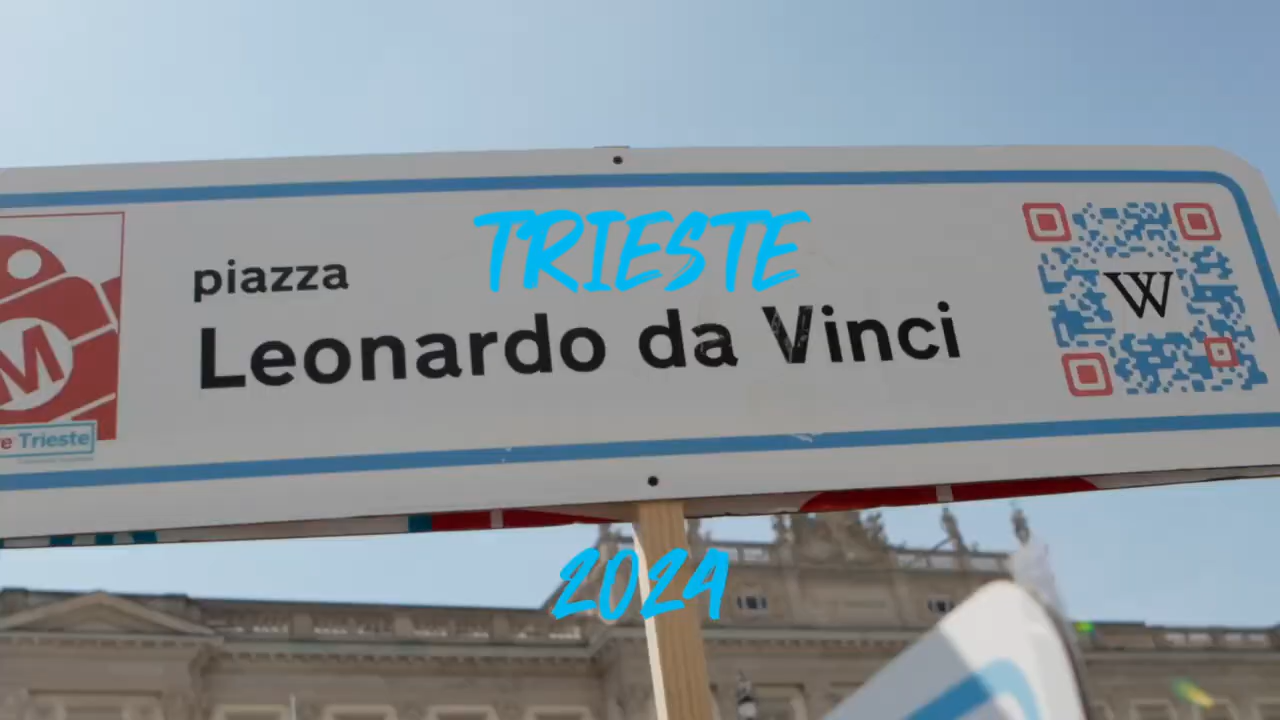 TRIESTE
piazza
Leonardo da Vinci
W
M
e Trieste
2024